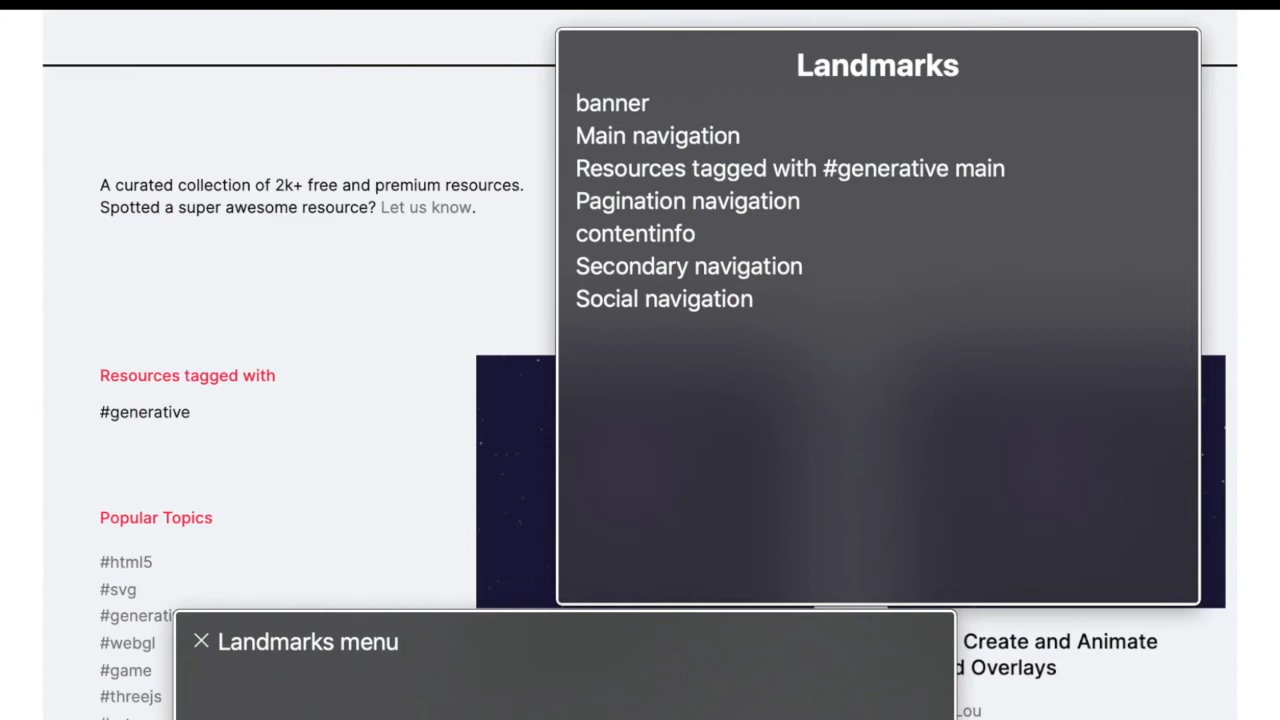 Landmarks
banner
Main navigation
Resources tagged with #generative main
Pagination navigation
contentinfo
Secondary navigation
Social navigation
A curated collection of 2k+ free and premium resources.
Spotted a super awesome resource? Let us know.
Resources tagged with
#generative
Popular Topics
#html5
#svg
#generati
#webgl
#game
#threejs
× Landmarks menu
Create and Animate
d Overlays
Lou